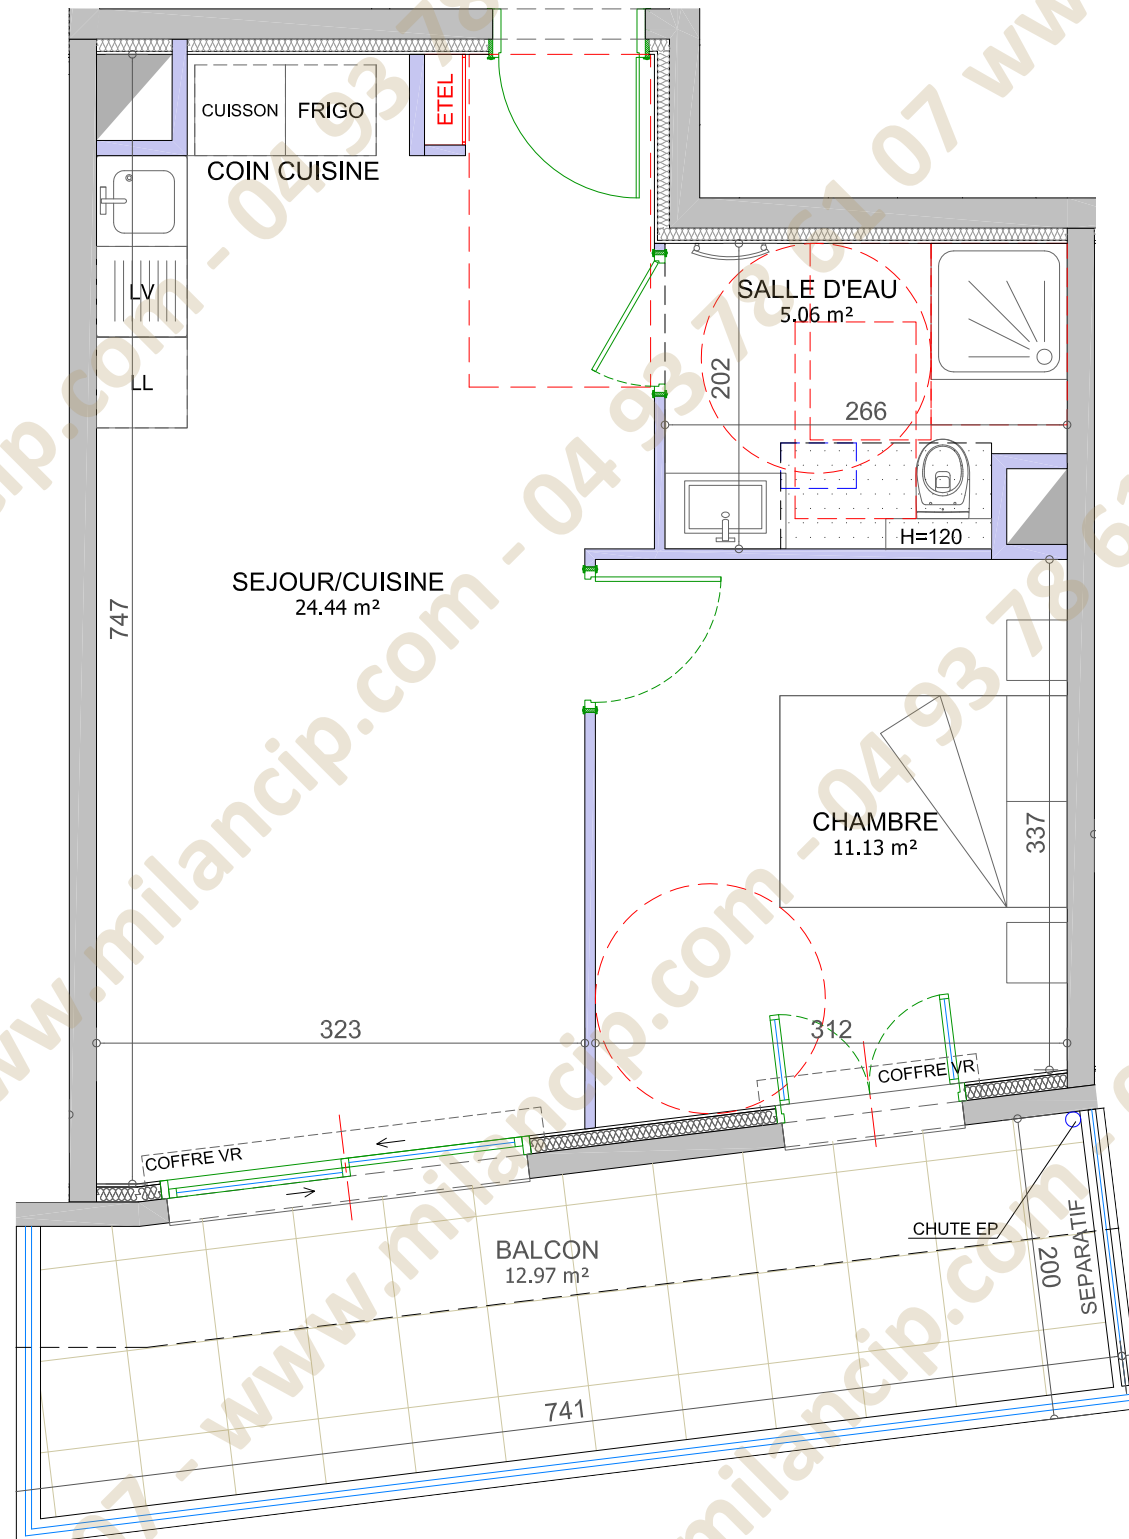 CUISSON
FRIGO
ETEL
COIN CUISINE
LV
LL
SALLE D'EAU
5.06 m²
202
266
H=120
SEJOUR/CUISINE
24.44 m²
747
CHAMBRE
11.13 m²
337
323
312
COFFRE VR
COFFRE VR
BALCON
12.97 m²
CHUTE EP
200
SEPARATIF
741
www.milancip.com - 04 93 78 61 07